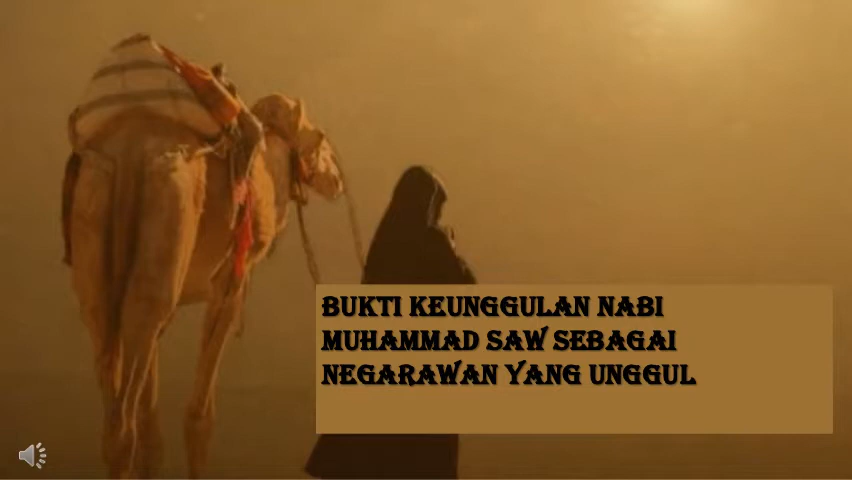 BUKTI KEUNGGULAN NABI
MUHAMMAD SAW SEBAGAI
NEGARAWAN YANG UNGGUL